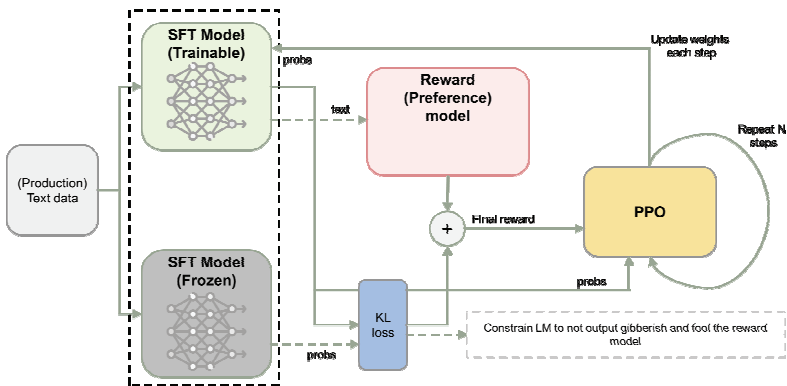 SFT Model
(Trainable)
probs
Update weights
each step
Reward
(Preference)
model
text
Repeat N
steps
(Production)
Text data
PPO
+
Final reward
SFT Model
(Frozen)
probs
KL
loss
probs
Constrain LM to not output gibberish and fool the reward
model